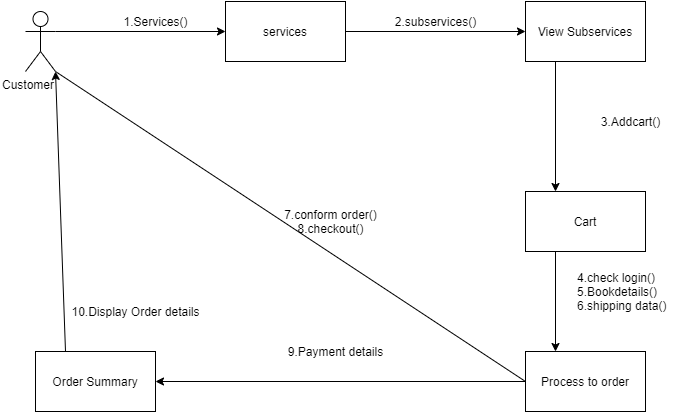 1.Services()
services
2.subservices()
View Subservices
Customer
3.Addcart()
Cart
7.conform order()
8.checkout()
4.check login()
5.Bookdetails()
6.shipping data()
10.Display Order details
9.Payment details
Order Summary
Process to order